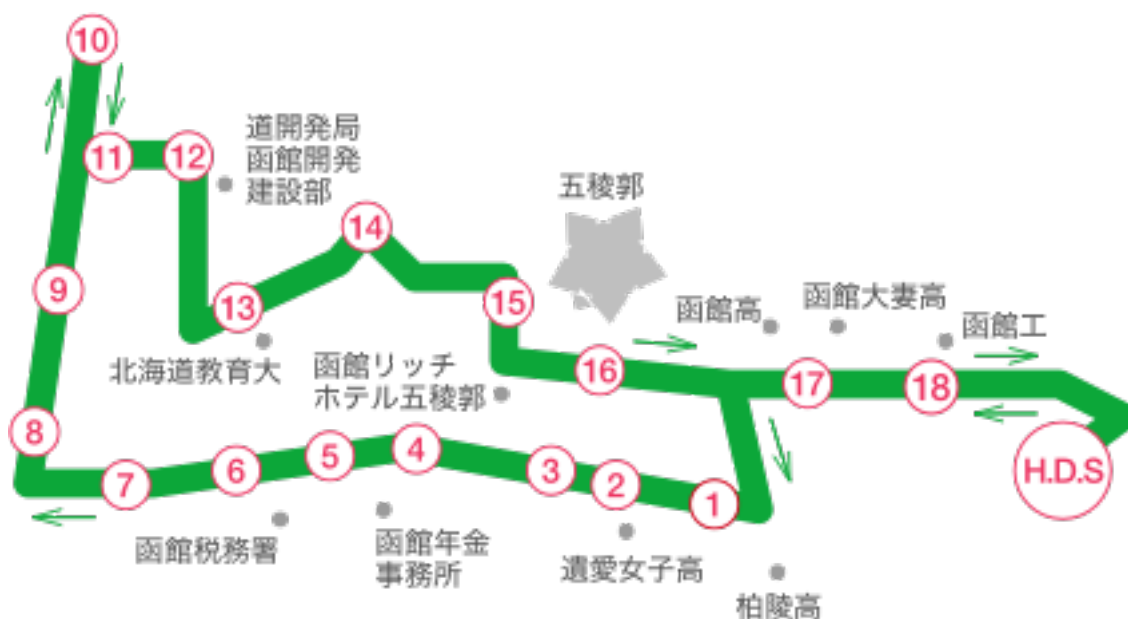 10
道開発局
函館開発
建設部
11
12
五稜郭
14
9
13
15
函館大妻高
函館高
函館工
北海道教育大
函館リッチ
ホテル五稜郭
16
17
18
8
7
6
5
4
3
2
1
H.D.S
函館税務署
函館年金
事務所
遺愛女子高
柏陵高